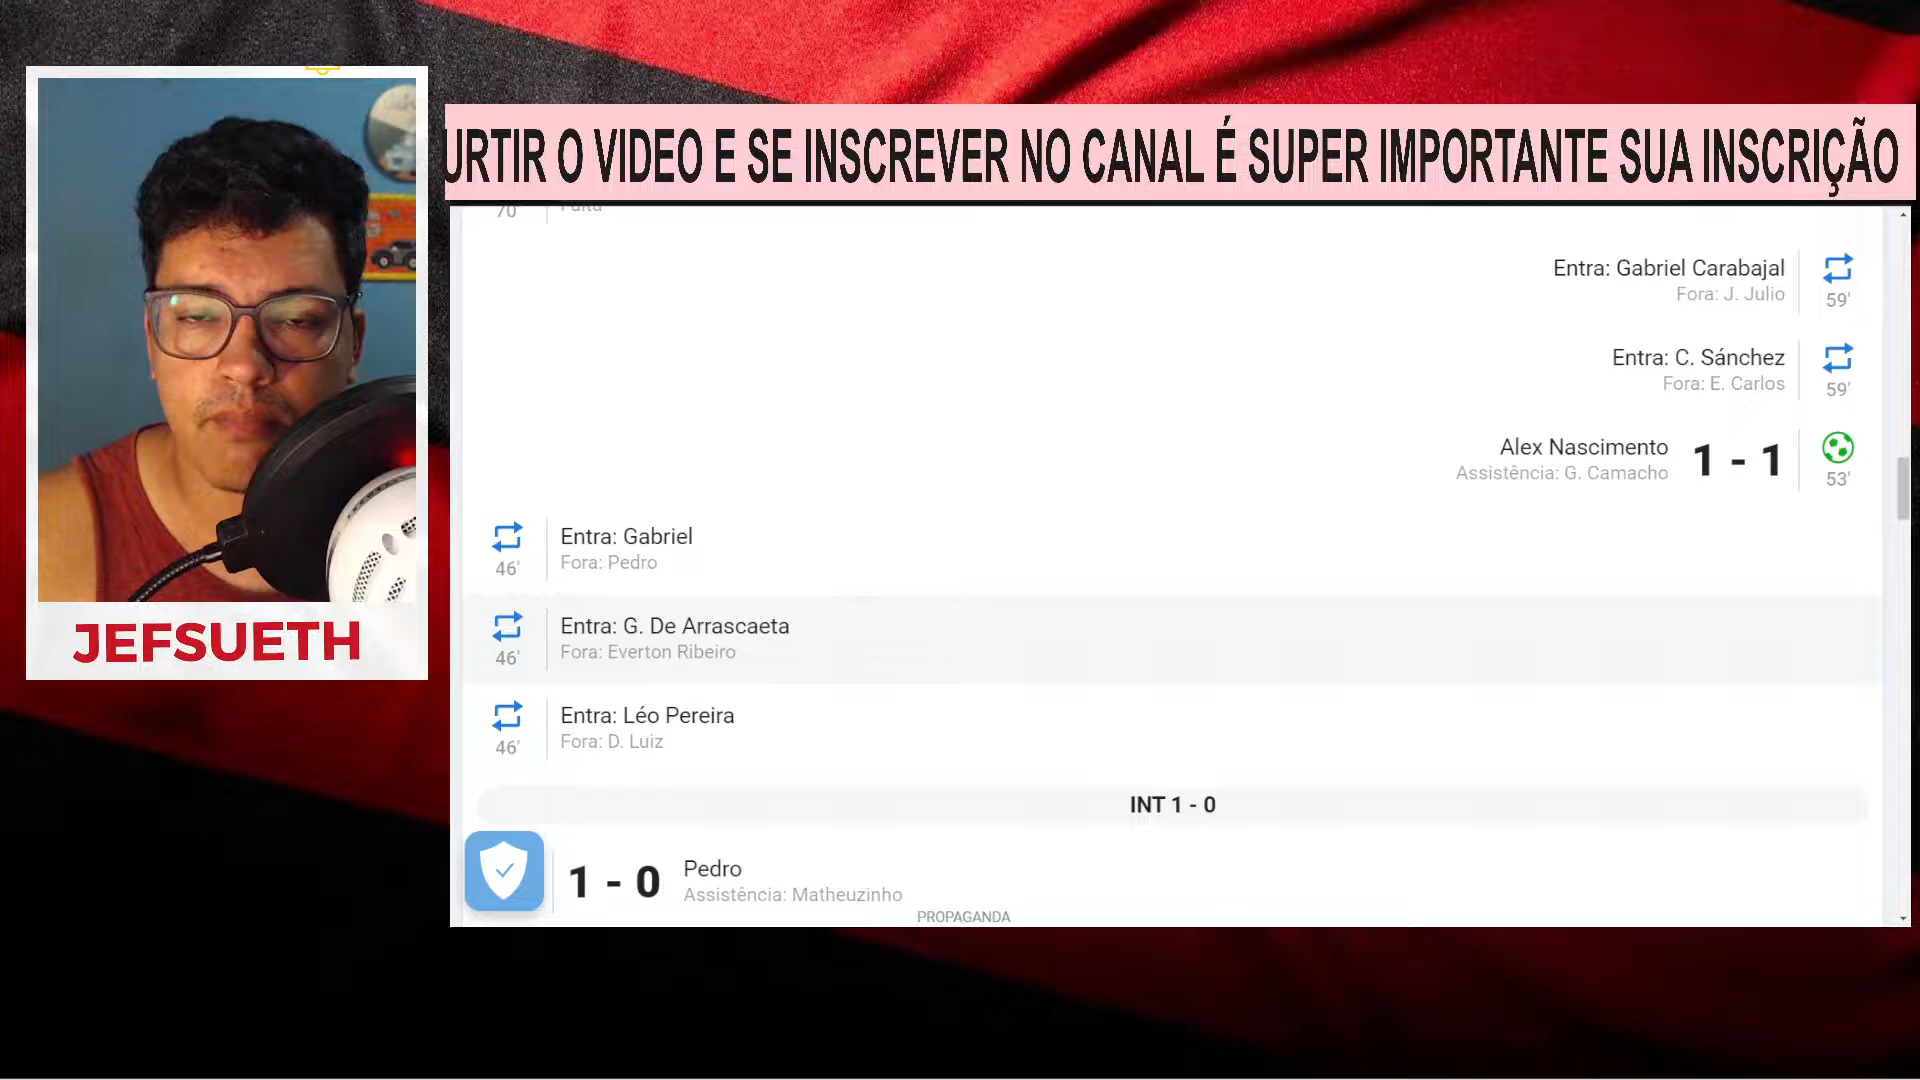 URTIR O VIDEO E SE INSCREVER NO CANAL É SUPER IMPORTANTE SUA INSCRIÇÃO
70'
Falta
Entra: Gabriel Carabajal
Fora: J. Julio
59'
Entra: C. Sánchez
Fora: E. Carlos
59'
Alex Nascimento
Assistência: G. Camacho
1 - 1
53'
Entra: Gabriel
Fora: Pedro
46'
Entra: G. De Arrascaeta
Fora: Everton Ribeiro
46'
Entra: Léo Pereira
Fora: D. Luiz
46'
INT 1 - 0
1 - 0
Pedro
Assistência: Matheuzinho
PROPAGANDA
JEFSUETH